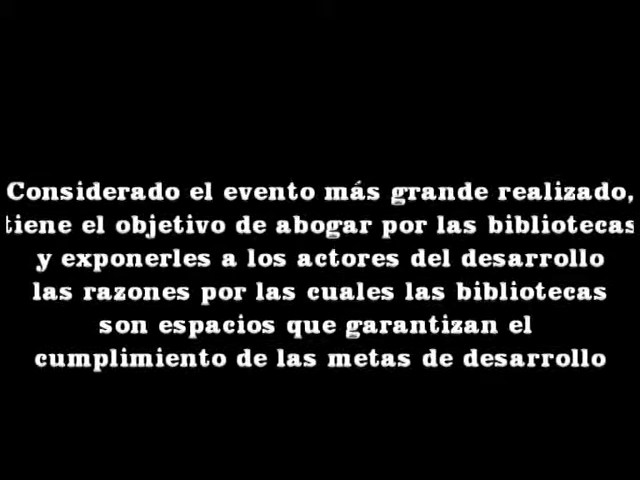 Considerado el evento más grande realizado,
tiene el objetivo de abogar por las bibliotecas
y exponerles a los actores del desarrollo
las razones por las cuales las bibliotecas
son espacios que garantizan el
cumplimiento de las metas de desarrollo